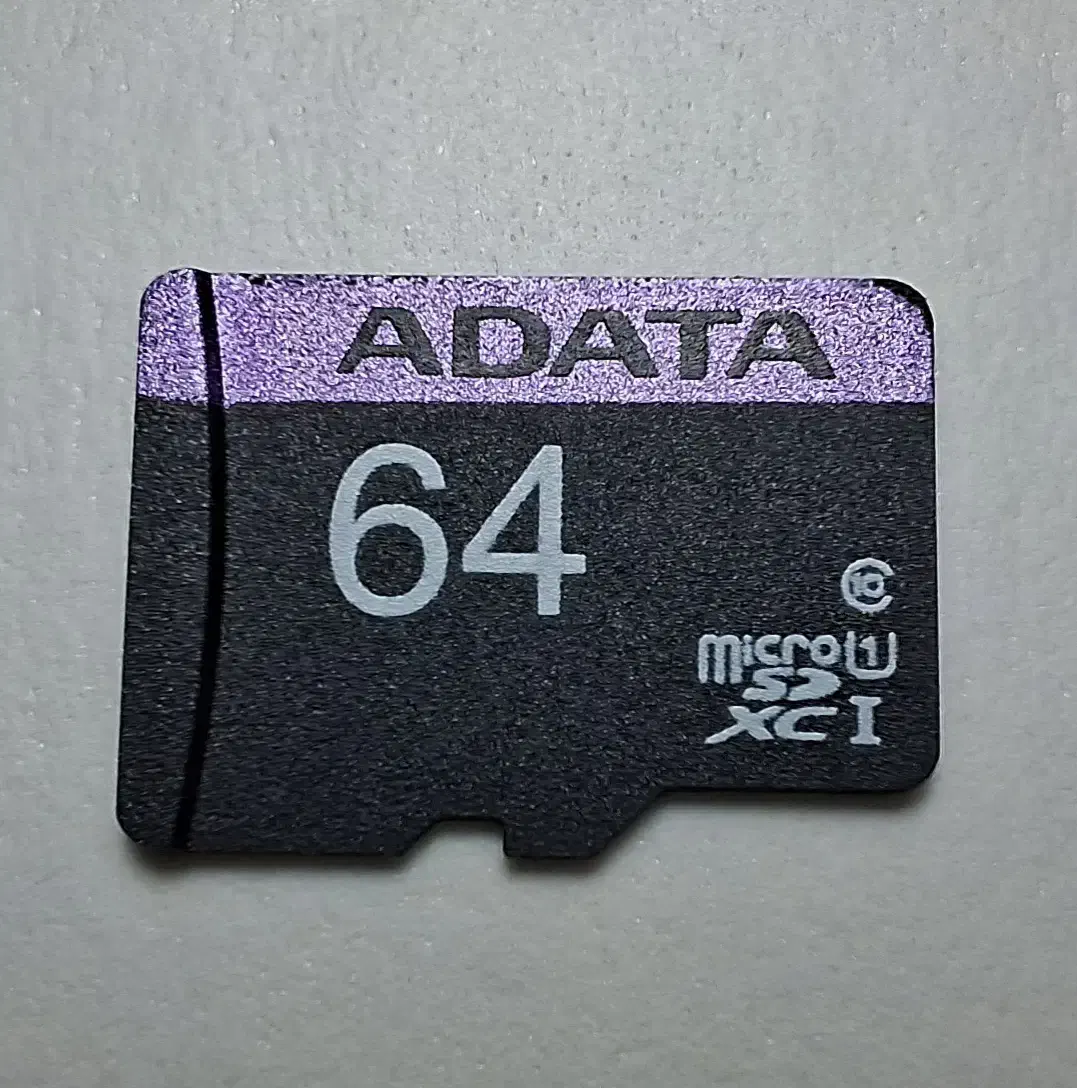 ADATA
64
10
micro U1
SD
XC I